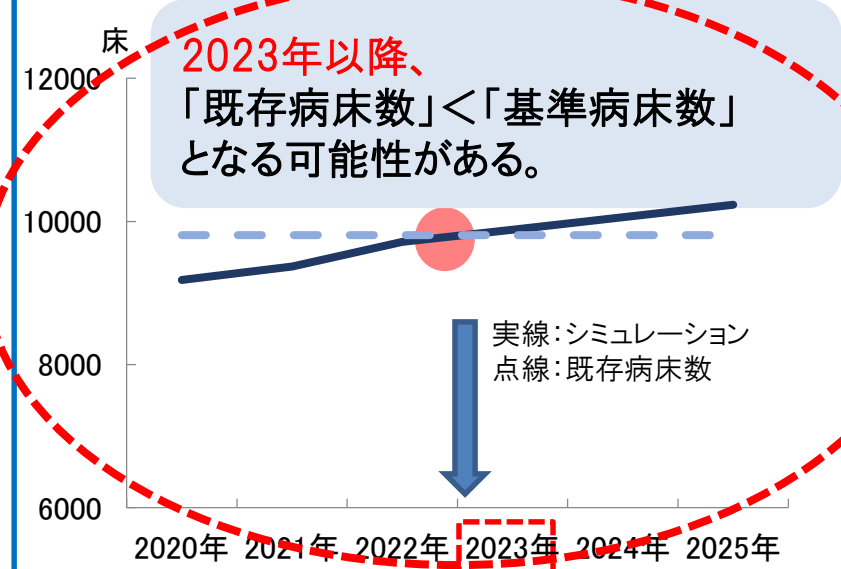 床
2023年以降、
「既存病床数」＜「基準病床数」
となる可能性がある。
12000
10000
8000
6000
実線：シミュレーション
点線：既存病床数
2020年 2021年 2022年 2023年 2024年 2025年